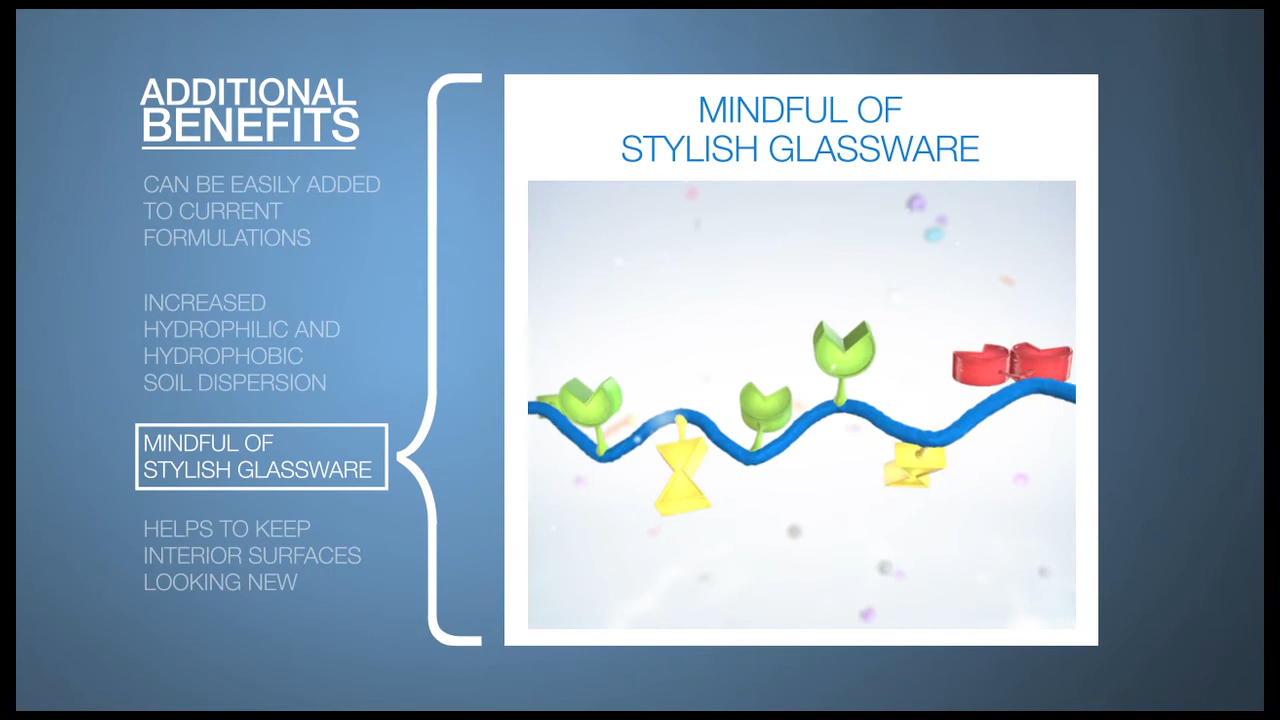 ADDITIONAL
BENEFITS
CAN BE EASILY ADDED
TO CURRENT
FORMULATIONS
INCREASED
HYDROPHILIC AND
HYDROPHOBIC
SOIL DISPERSION
MINDFUL OF
STYLISH GLASSWARE
HELPS TO KEEP
INTERIOR SURFACES
LOOKING NEW
MINDFUL OF
STYLISH GLASSWARE